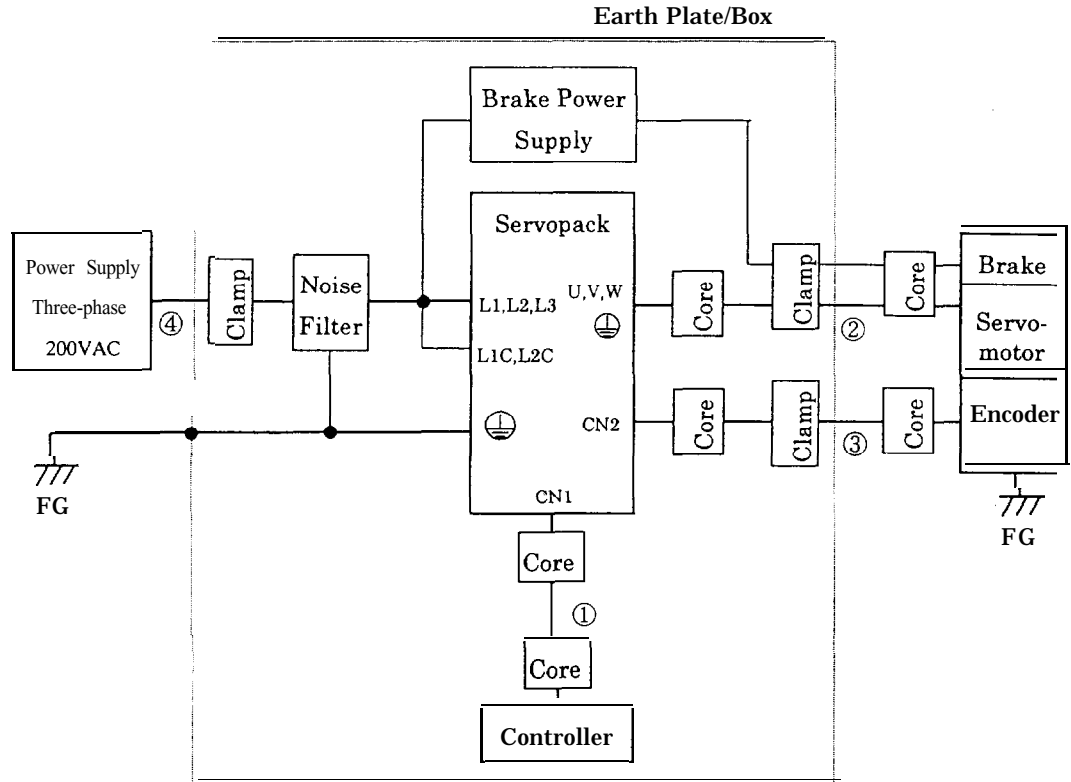 Earth Plate/Box
Brake Power
Supply
Servopack
Power Supply
Three-phase
200VAC
④
Clamp
Noise
Filter
L1,L2,L3
L1C,L2C
U,V,W
Core
Clamp
②
Core
Brake
Servo-
motor
CN2
Core
Clamp
③
Core
Encoder
FG
FG
CN1
Core
①
Core
Controller